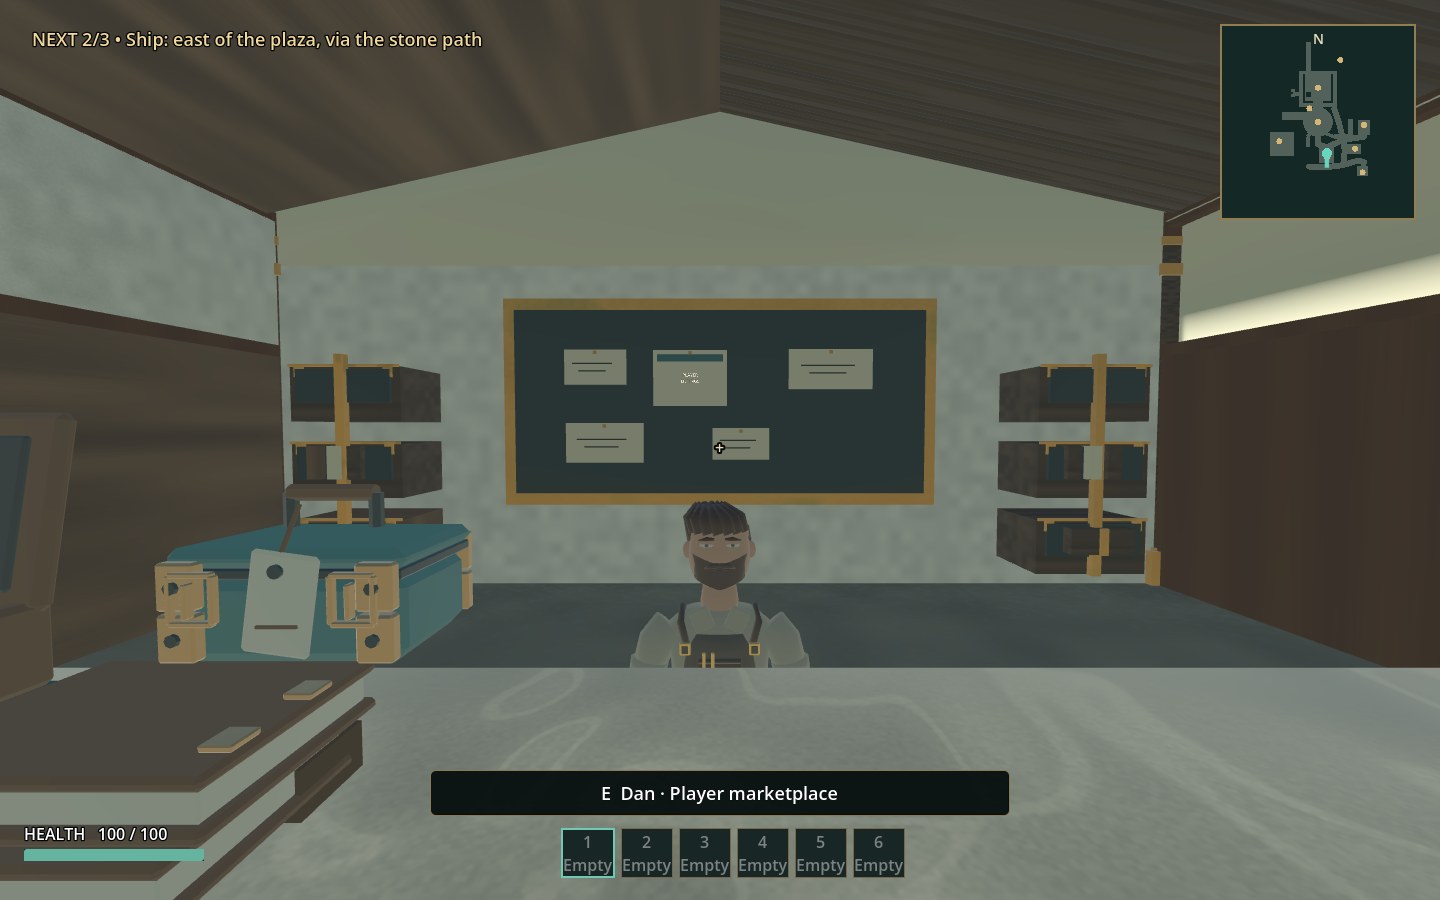 NEXT 2/3 • Ship: east of the plaza, via the stone path
N
E Dan · Player marketplace
HEALTH 100 / 100
1 2 3 4 5 6
Empty Empty Empty Empty Empty Empty